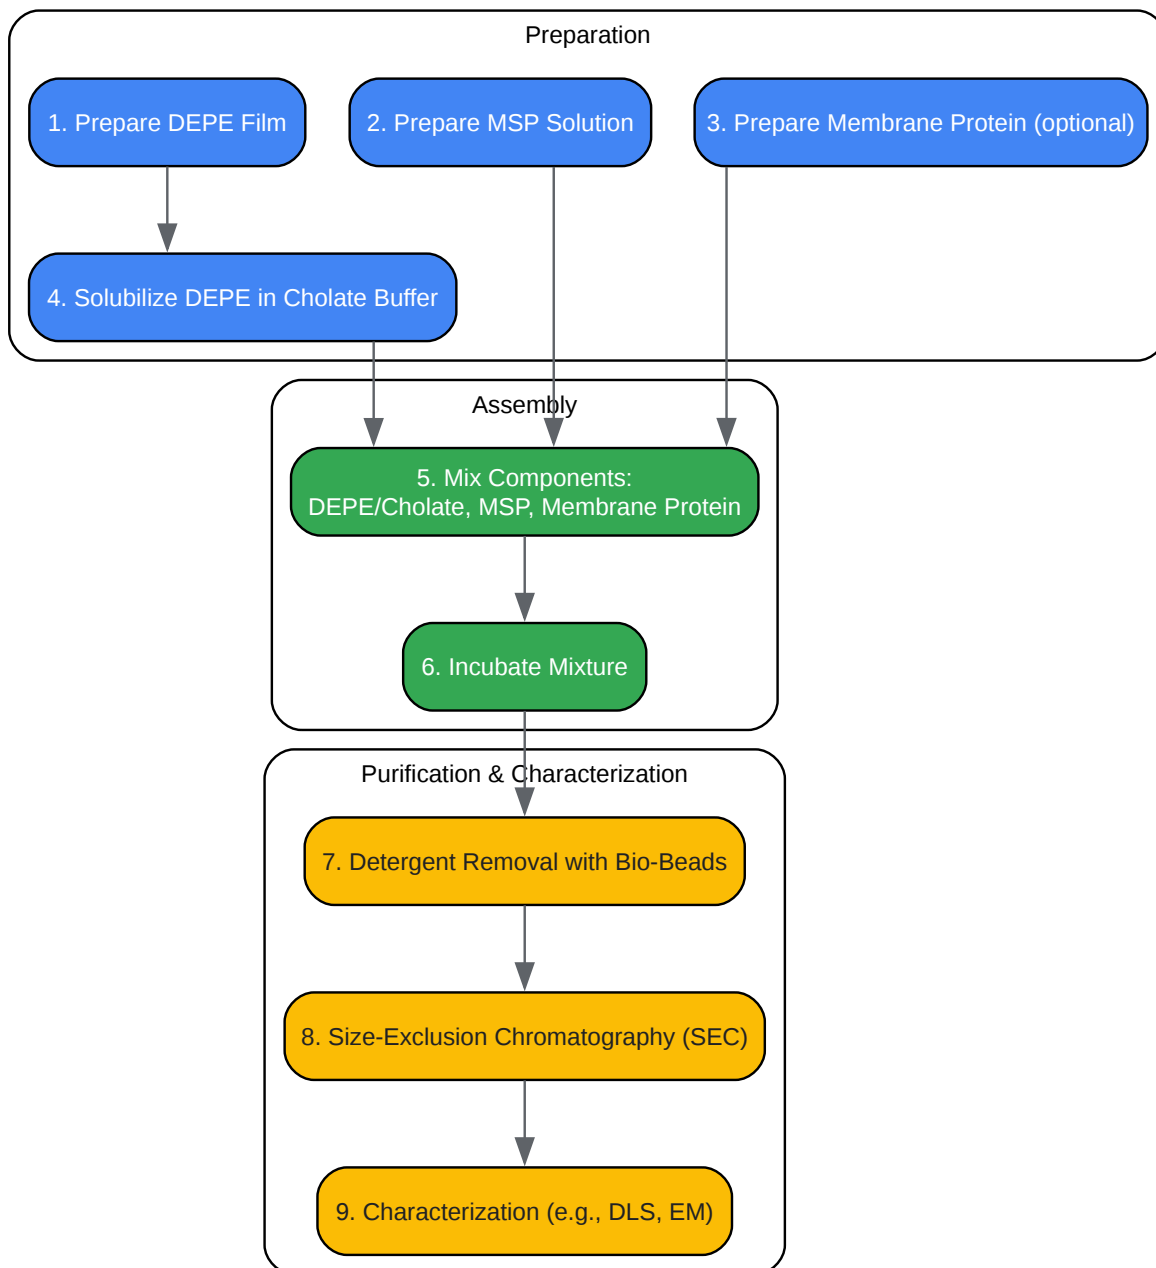 Preparation
1. Prepare DEPE Film
2. Prepare MSP Solution
3. Prepare Membrane Protein (optional)
4. Solubilize DEPE in Cholate Buffer
Assembly
5. Mix Components:
DEPE/Cholate, MSP, Membrane Protein
6. Incubate Mixture
Purification & Characterization
7. Detergent Removal with Bio-Beads
8. Size-Exclusion Chromatography (SEC)
9. Characterization (e.g., DLS, EM)